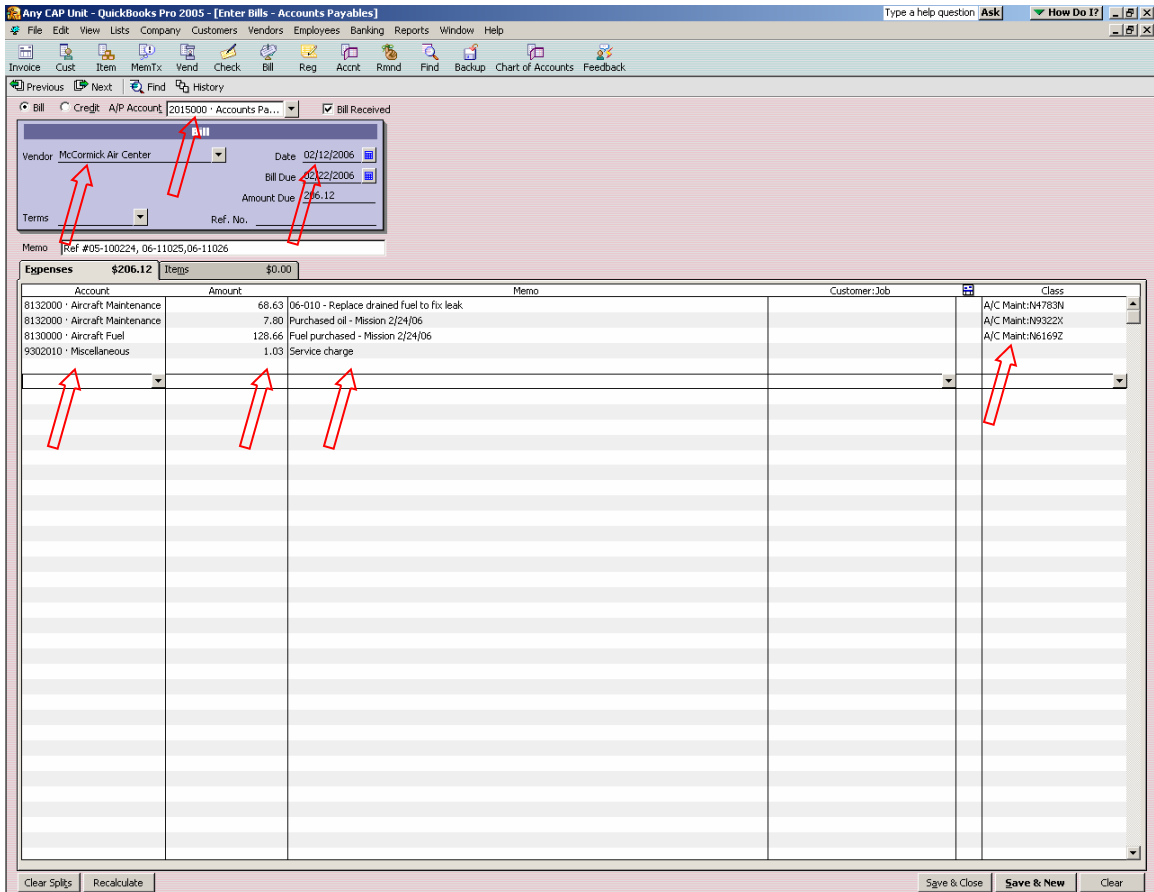 Any CAP Unit - QuickBooks Pro 2005 - [Enter Bills - Accounts Payables] Type a help question Ask How Do I?
File Edit View Lists Company Customers Vendors Employees Banking Reports Window Help
Invoice Cust Item MemTx Vend Check Bill Reg Accnt Rmnd Find Backup Chart of Accounts Feedback
Previous Next Find History
Bill Credit A/P Account 2015000 · Accounts Pa... Bill Received
Bill
Vendor McCormick Air Center Date 02/12/2006
Bill Due 02/22/2006
Amount Due 206.12
Terms Ref. No.
Memo Ref #05-100224, 06-11025,06-11026
Expenses $206.12 Items $0.00
Account Amount Memo Customer:Job Class
8132000 · Aircraft Maintenance 68.63 06-010 - Replace drained fuel to fix leak A/C Maint:N4783N
8132000 · Aircraft Maintenance 7.80 Purchased oil - Mission 2/24/06 A/C Maint:N9322X
8130000 · Aircraft Fuel 128.66 Fuel purchased - Mission 2/24/06 A/C Maint:N6169Z
9302010 · Miscellaneous 1.03 Service charge
Clear Splits Recalculate Save & Close Save & New Clear